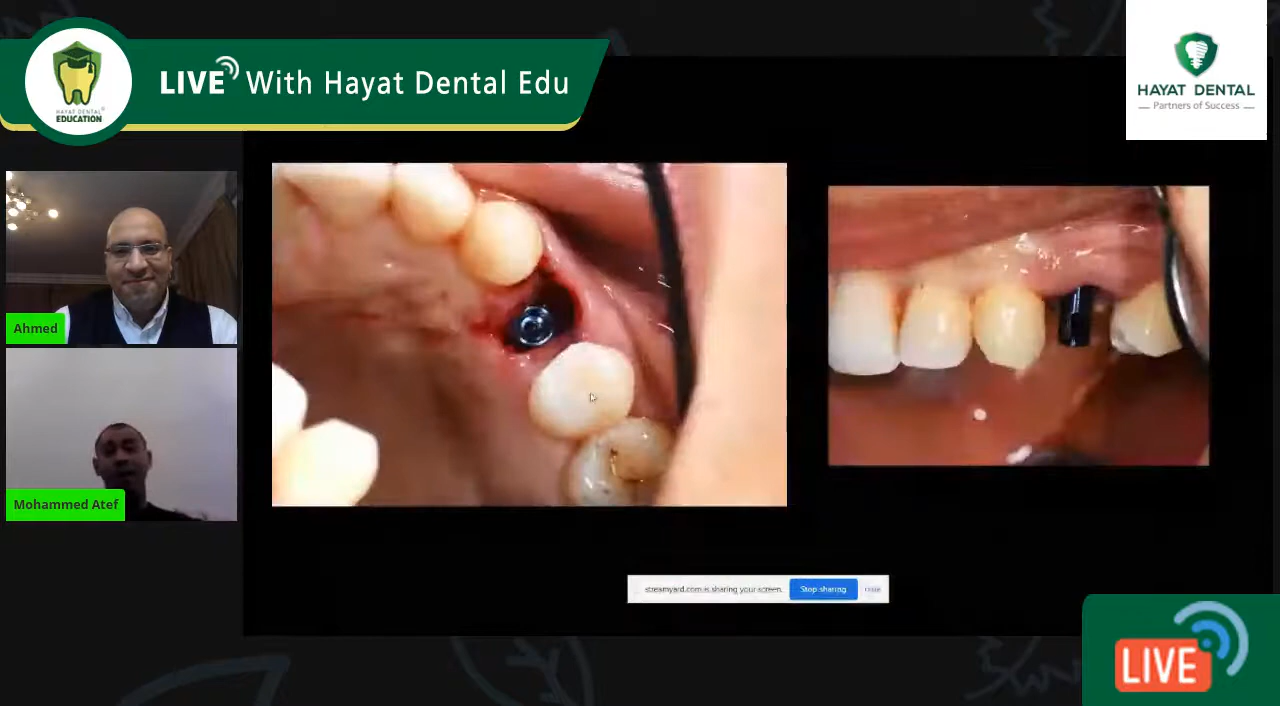 LIVE With Hayat Dental Edu
HAYAT DENTAL
EDUCATION
HAYAT DENTAL
Partners of Success
Ahmed
Mohammed Atef
streamyard.com is sharing your screen.
Stop sharing
LIVE